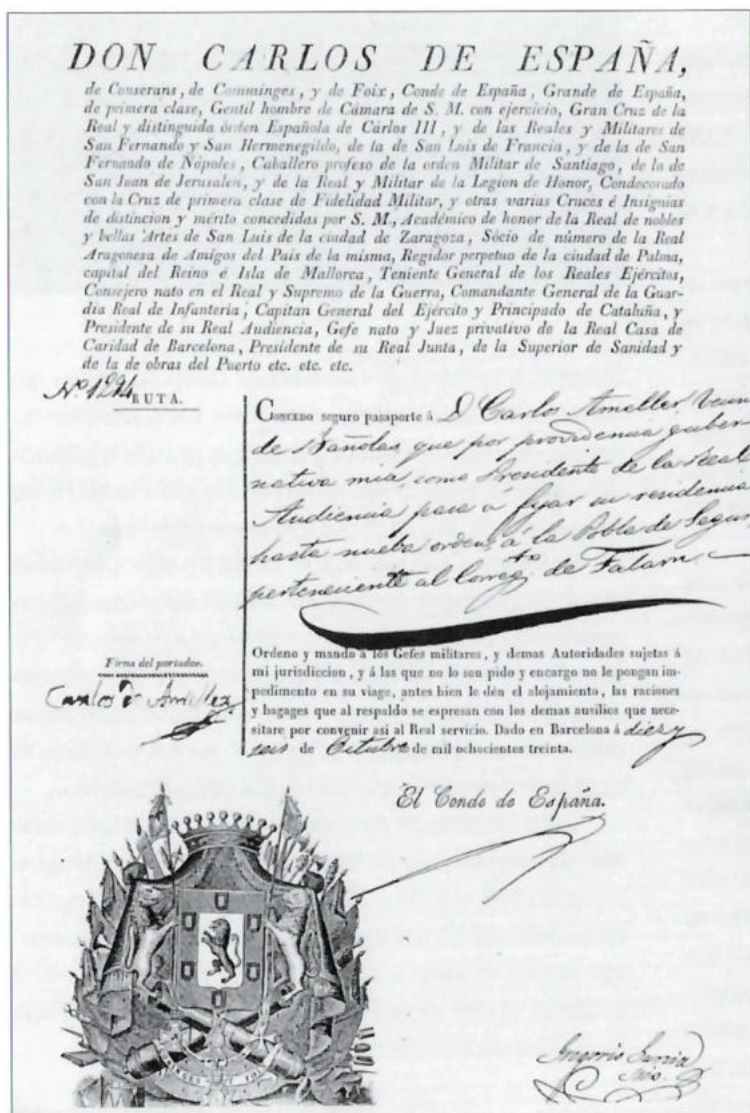 DON CARLOS DE ESPAÑA,
de Couserans, de Comminges, y de Foix, Conde de España, Grande de España,
de primera clase, Gentil hombre de Cámara de S. M. con ejercicio, Gran Cruz de la
Real y distinguida órden Española de Cárlos III, y de las Reales y Militares de
San Fernando y San Hermenegildo, de la de San Luis de Francia, y de la de San
Fernando de Nápoles, Caballero profeso de la orden Militar de Santiago, de la de
San Juan de Jerusalen, y de la Real y Militar de la Legion de Honor, Condecorado
con la Cruz de primera clase de Fidelidad Militar, y otras varias Cruces é Insignias
de distincion y mérito concedidas por S. M., Académico de honor de la Real de nobles
y bellas Artes de San Luis de la ciudad de Zaragoza, Sócio de número de la Real
Aragonesa de Amigos del País de la misma, Regidor perpetuo de la ciudad de Palma,
capital del Reino é Isla de Mallorca, Teniente General de los Reales Ejércitos,
Consejero nato en el Real y Supremo de la Guerra, Comandante General de la Guar-
dia Real de Infanteria, Capitan General del Ejército y Principado de Cataluña, y
Presidente de su Real Audiencia, Gefe nato y Juez privativo de la Real Casa de
Caridad de Barcelona, Presidente de su Real Junta, de la Superior de Sanidad y
de la de obras del Puerto etc. etc. etc.
Nº 1294
RUTA.
CONCEDO seguro pasaporte á D Carlos Ameller Vecino
de Bañolas que por providencia guber
nativa mia como Presidente de la Real
Audiencia pasa a fijar su residencia
hasta nueba orden á la Pobla de Segur
perteneciente al Correg.to de Talarn
Firma del portador.
Carlos de Ameller
Ordeno y mando á los Gefes militares, y demas Autoridades sujetas á
mi jurisdiccion, y á las que no lo son pido y encargo no le pongan im-
pedimento en su viage, antes bien le dén el alojamiento, las raciones
y bagages que al respaldo se espresan con los demas ausilios que nece-
sitare por convenir asi al Real servicio. Dado en Barcelona á diez y
seis de Octubre de mil ochocientos treinta.
El Conde de España.